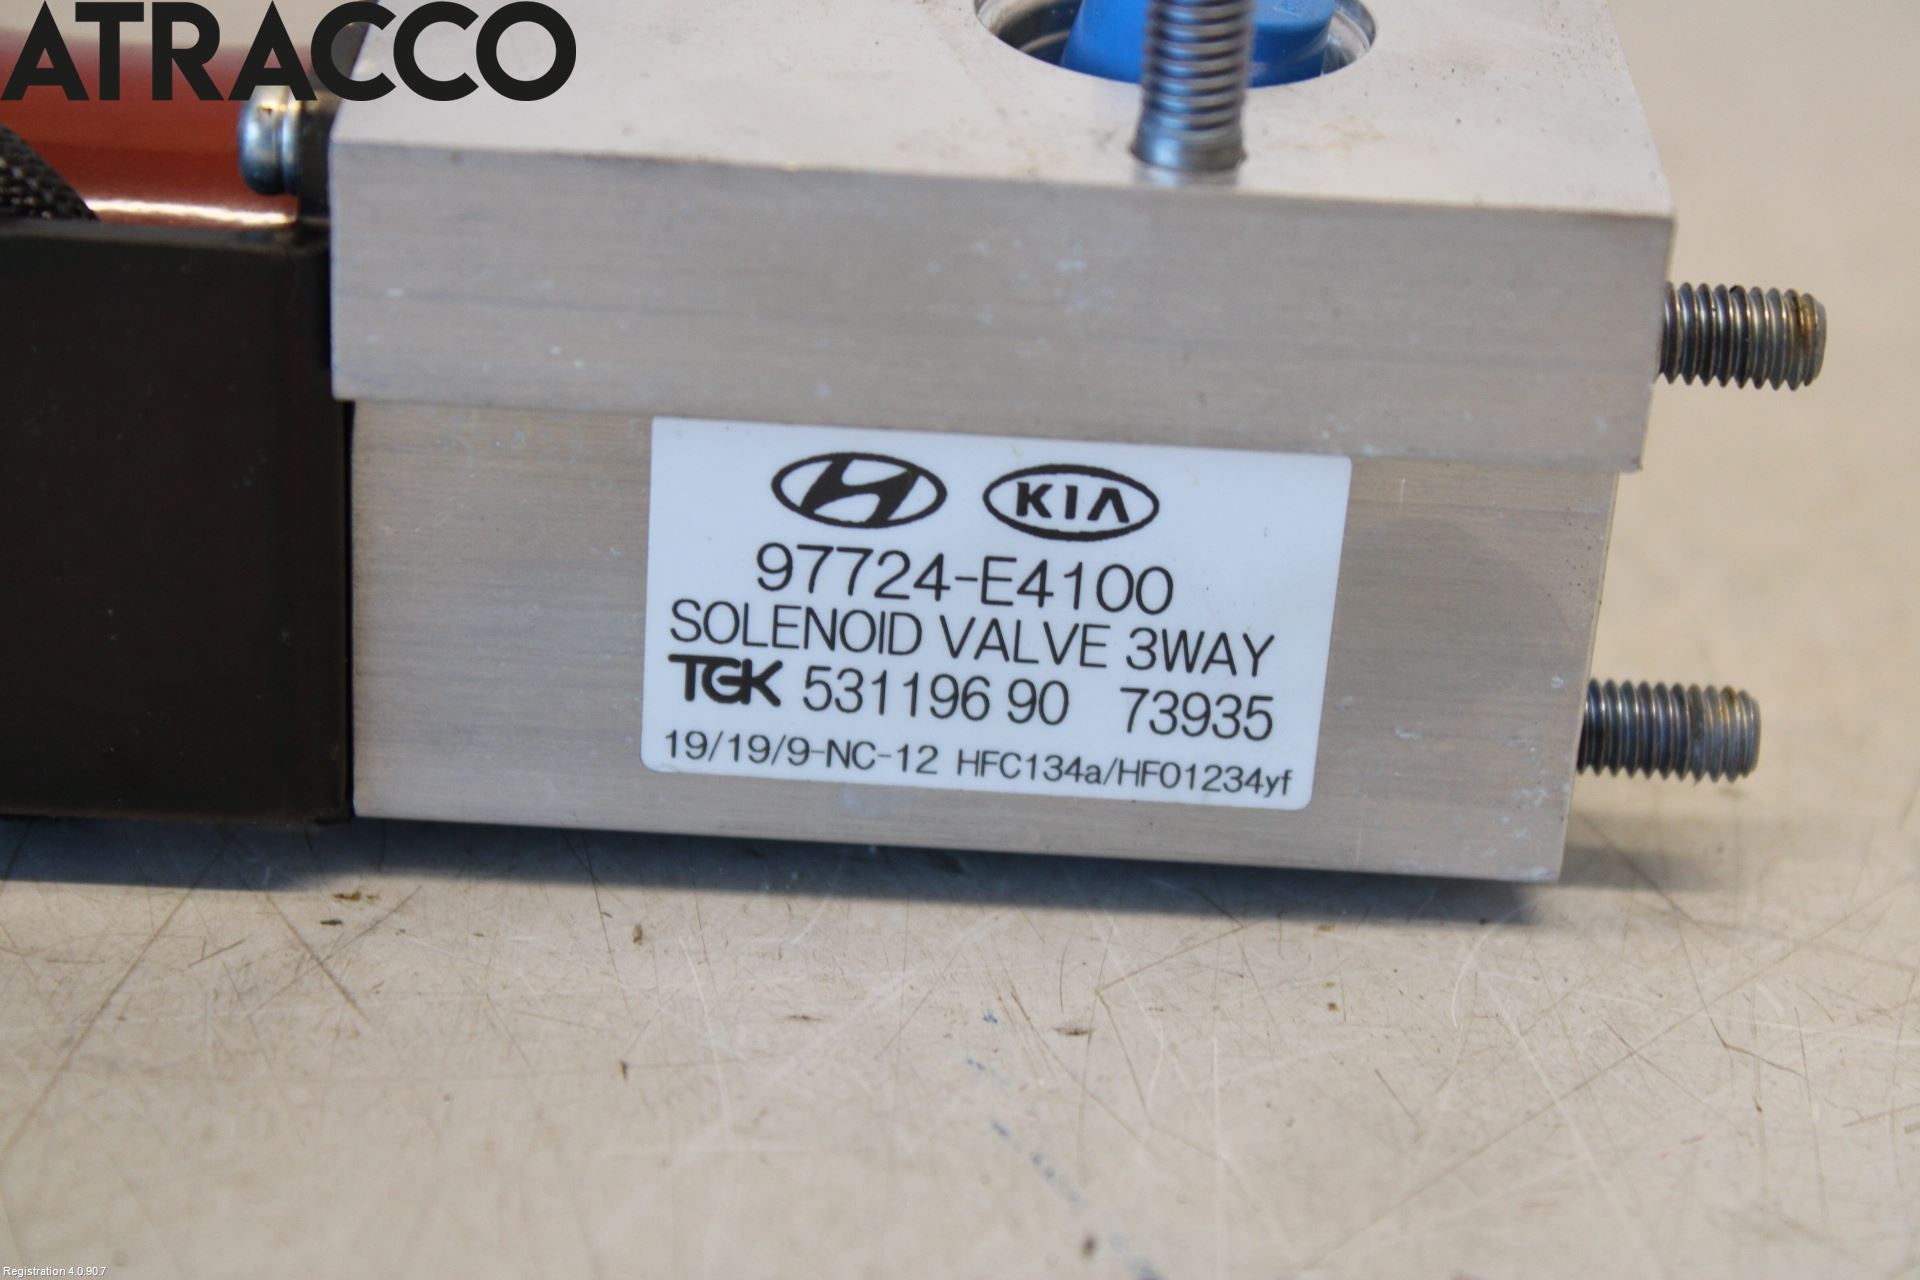 ATRACCO
KIA
97724-E4100
SOLENOID VALVE 3WAY
TGK 531196 90 73935
19/19/9-NC-12 HFC134a/HFO1234yf
Registration 4.0.90.7